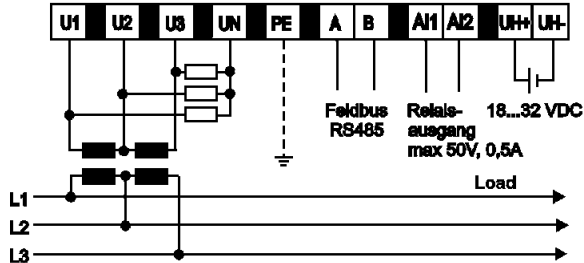 U1 U2 U3 UN PE A B AI1 AI2 UH+ UH-
Feldbus
RS485
Relais-
ausgang
max 50V, 0,5A
18...32 VDC
Load
L1
L2
L3